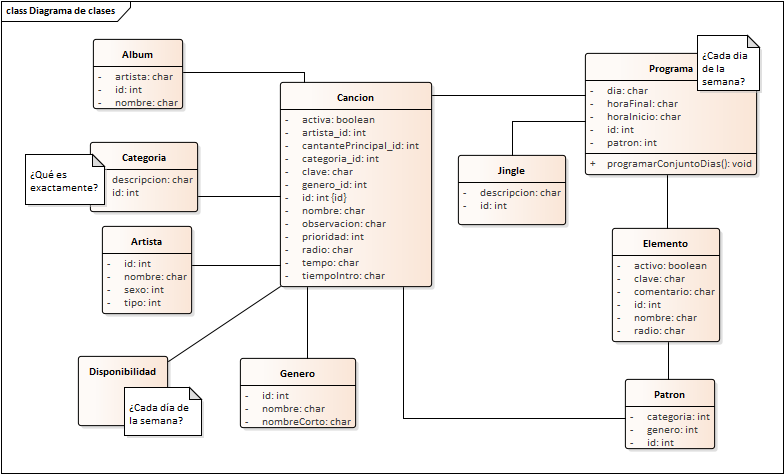 class Diagrama de clases
Album
- artista: char
- id: int
- nombre: char
Cancion
- activa: boolean
- artista_id: int
- cantantePrincipal_id: int
- categoria_id: int
- clave: char
- genero_id: int
- id: int {id}
- nombre: char
- observacion: char
- prioridad: int
- radio: char
- tempo: char
- tiempoIntro: char
Programa
- dia: char
- horaFinal: char
- horaInicio: char
- id: int
- patron: int
+ programarConjuntoDias(): void
¿Cada dia
de la
semana?
Categoria
descripcion: char
id: int
¿Qué es
exactamente?
Jingle
- descripcion: char
- id: int
Artista
- id: int
- nombre: char
- sexo: int
- tipo: int
Elemento
- activo: boolean
- clave: char
- comentario: char
- id: int
- nombre: char
- radio: char
Disponibilidad
¿Cada día de
la semana?
Genero
- id: int
- nombre: char
- nombreCorto: char
Patron
- categoria: int
- genero: int
- id: int